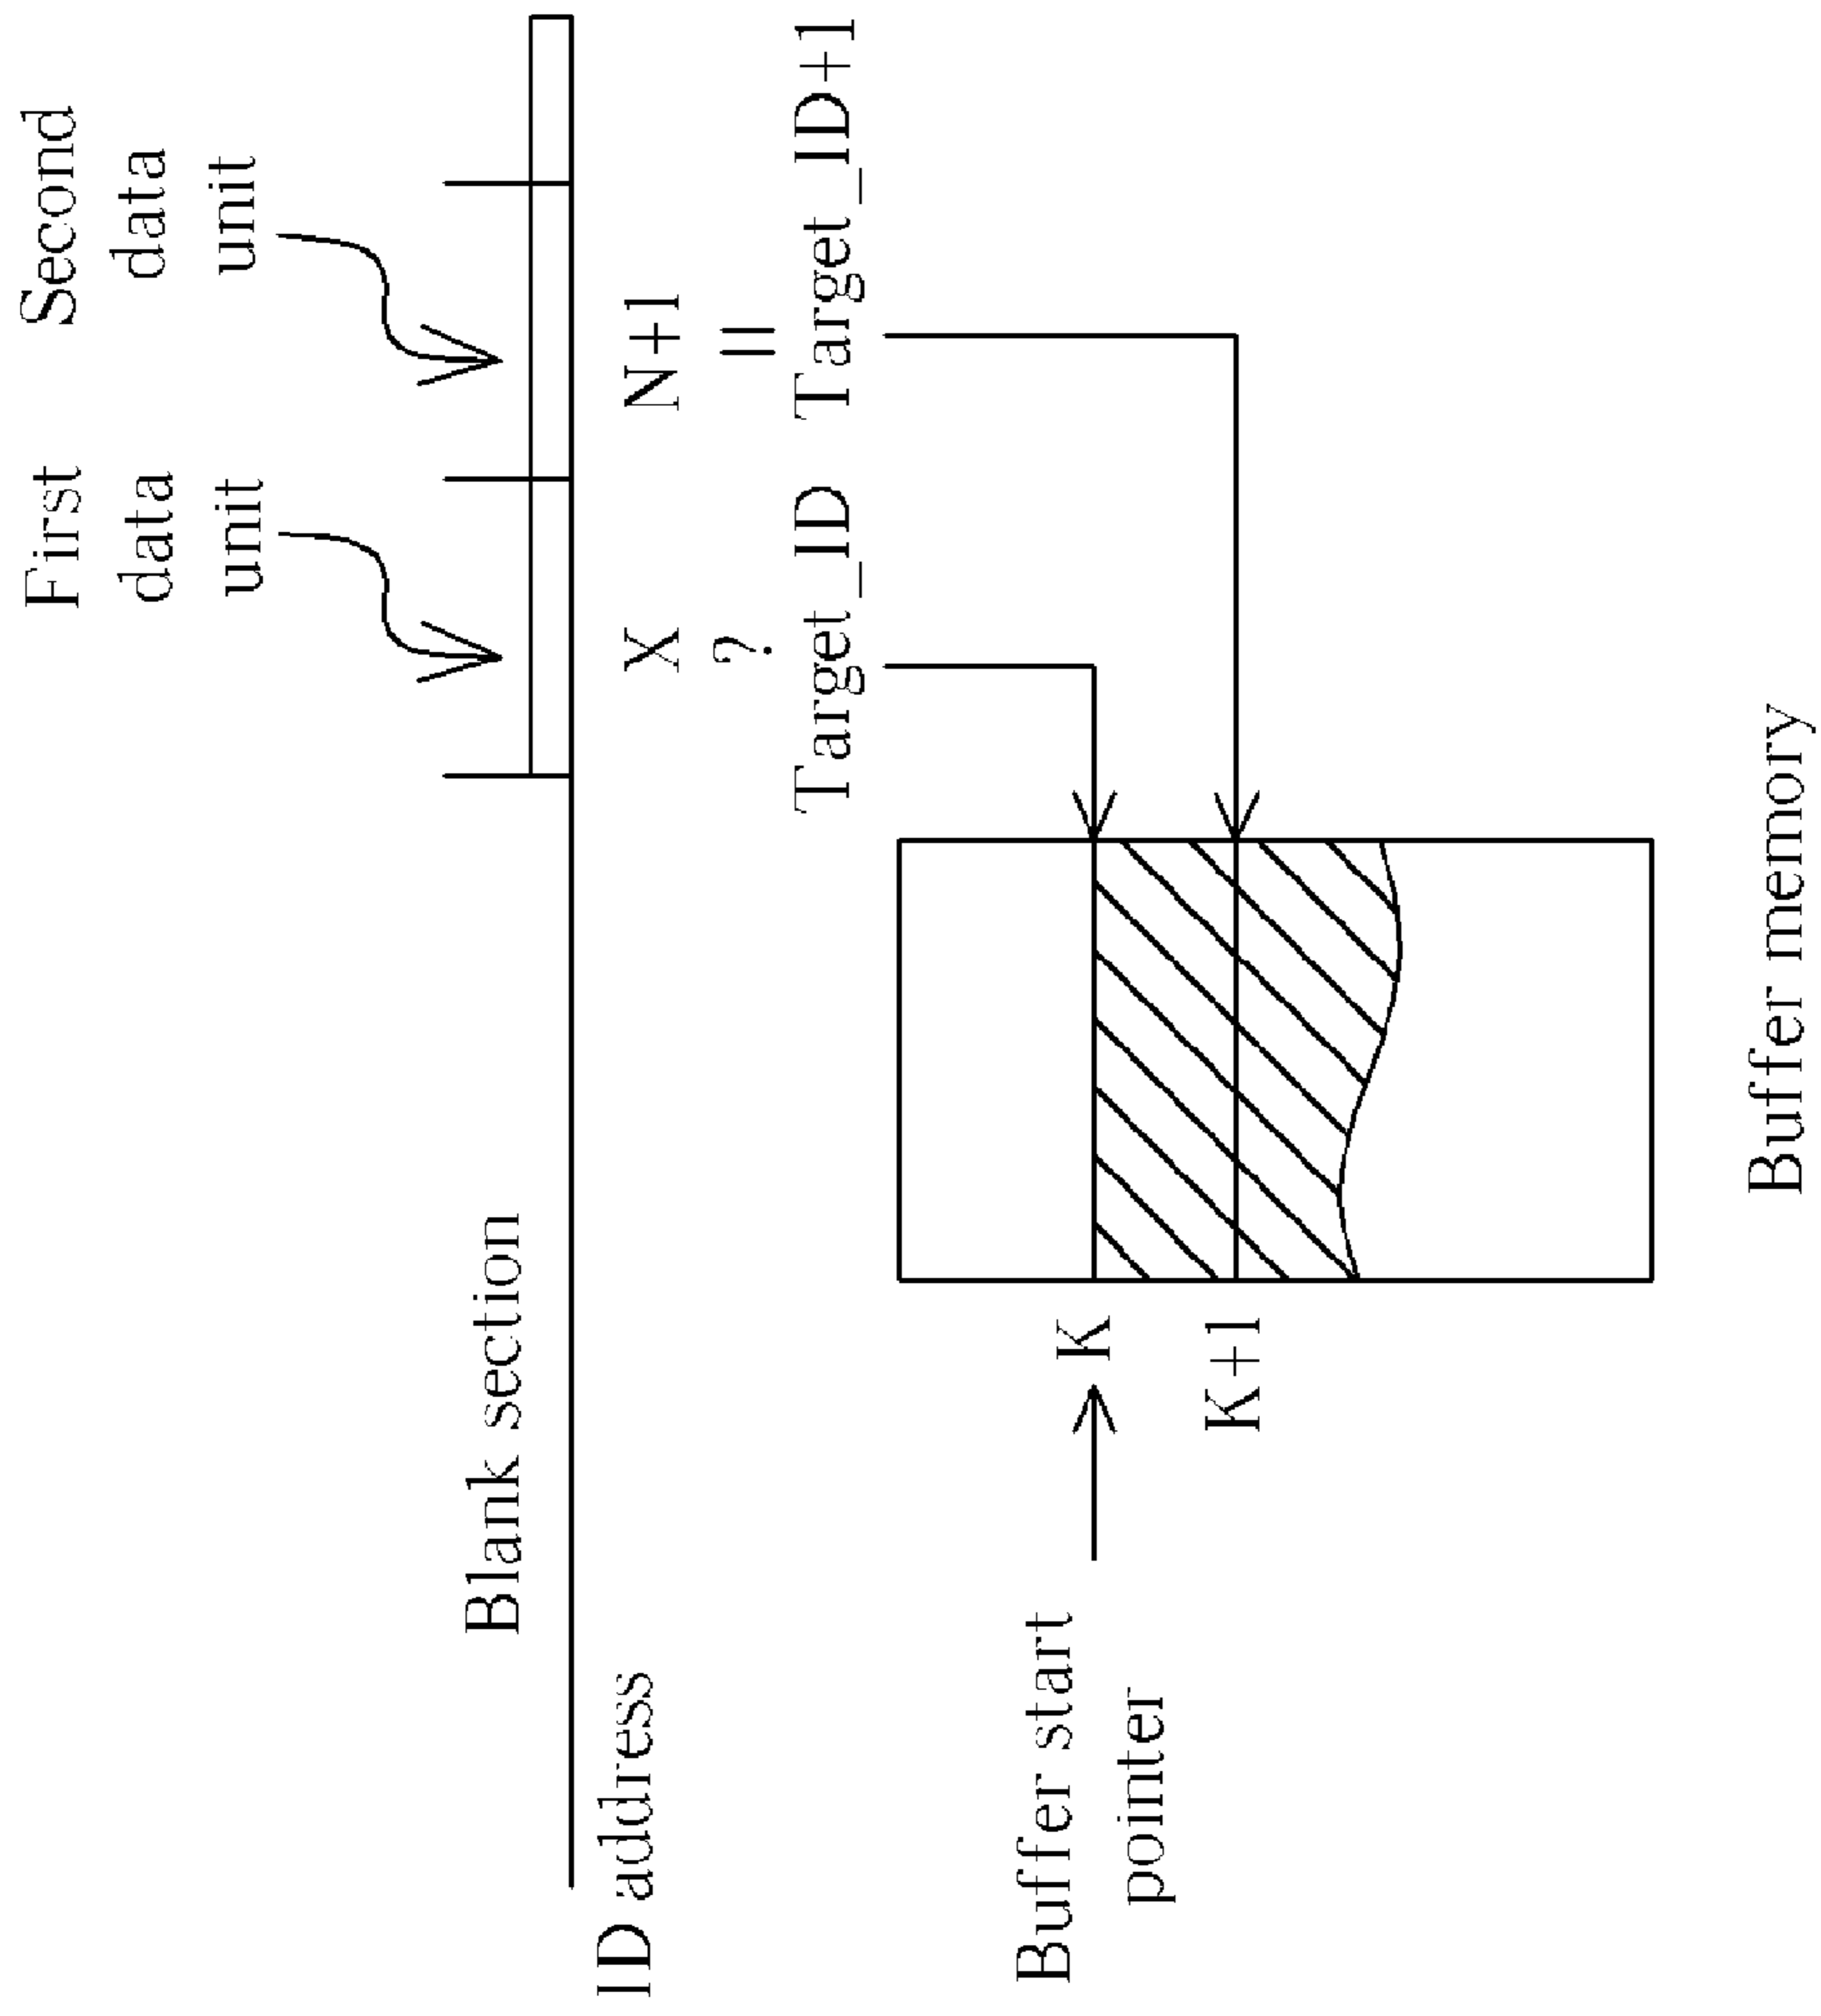 First
data
unit
Second
data
unit
Blank section
ID address
X
N+1
?
=
Target_ID
Target_ID+1
Buffer start
pointer
K
K+1
Buffer memory